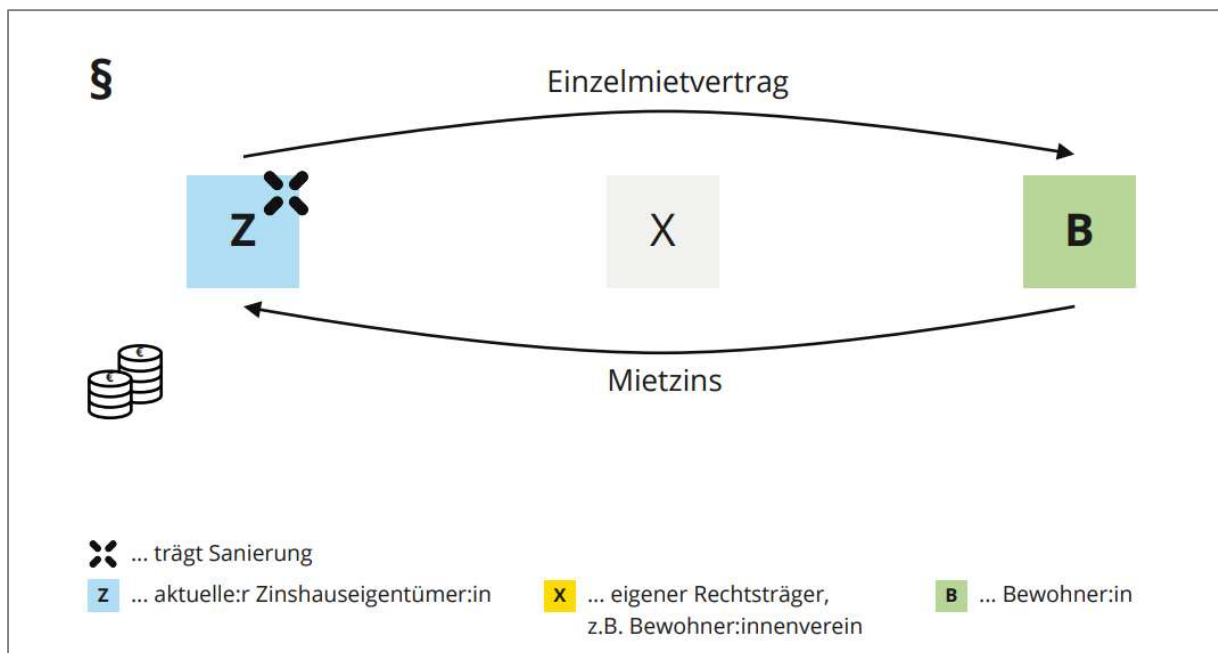 §
Einzelmietvertrag
Z
X
B
€
€
Mietzins
... trägt Sanierung
Z ... aktuelle:r Zinshauseigentümer:in
X ... eigener Rechtsträger,
z.B. Bewohner:innenverein
B ... Bewohner:in